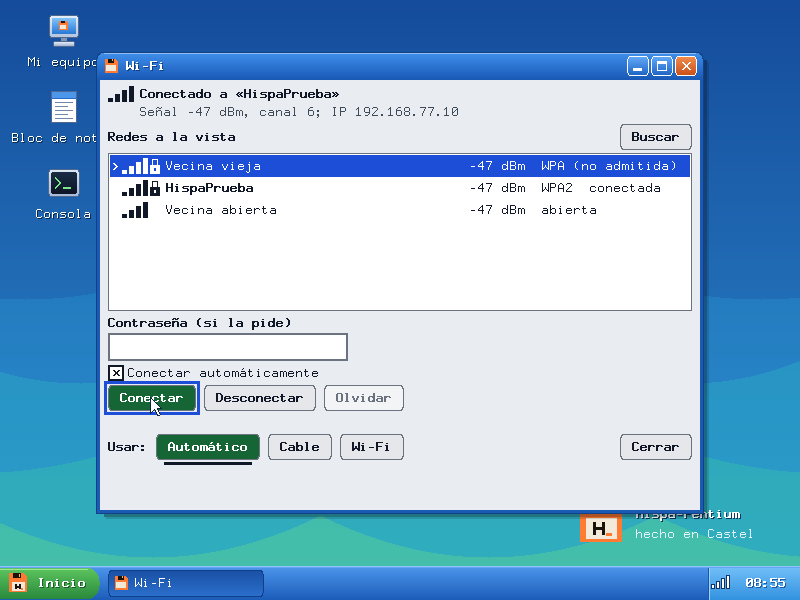 Mi equipo
Bloc de not
Consola
Wi-Fi
Conectado a «HispaPrueba»
Señal -47 dBm, canal 6; IP 192.168.77.10
Redes a la vista
Buscar
> Vecina vieja -47 dBm WPA (no admitida)
HispaPrueba -47 dBm WPA2 conectada
Vecina abierta -47 dBm abierta
Contraseña (si la pide)
Conectar automáticamente
Conectar Desconectar Olvidar
Usar: Automático Cable Wi-Fi Cerrar
H_
Hispa-Pentium
hecho en Castel
H.
Inicio
Wi-Fi
08:55